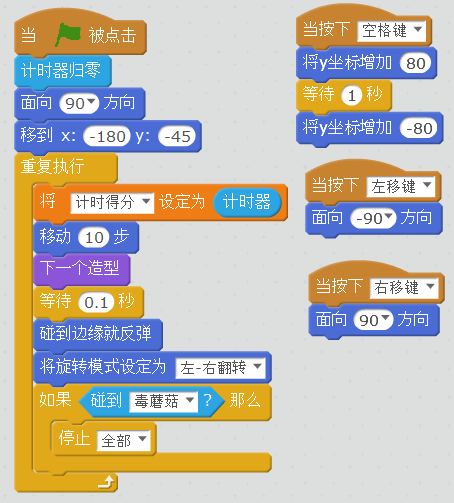 当 被点击
计时器归零
面向 90 方向
移到 x: -180 y: -45
重复执行
将 计时得分 设定为 计时器
移动 10 步
下一个造型
等待 0.1 秒
碰到边缘就反弹
将旋转模式设定为 左-右翻转
如果 碰到 毒蘑菇 ? 那么
停止 全部
当按下 空格键
将y坐标增加 80
等待 1 秒
将y坐标增加 -80
当按下 左移键
面向 -90 方向
当按下 右移键
面向 90 方向